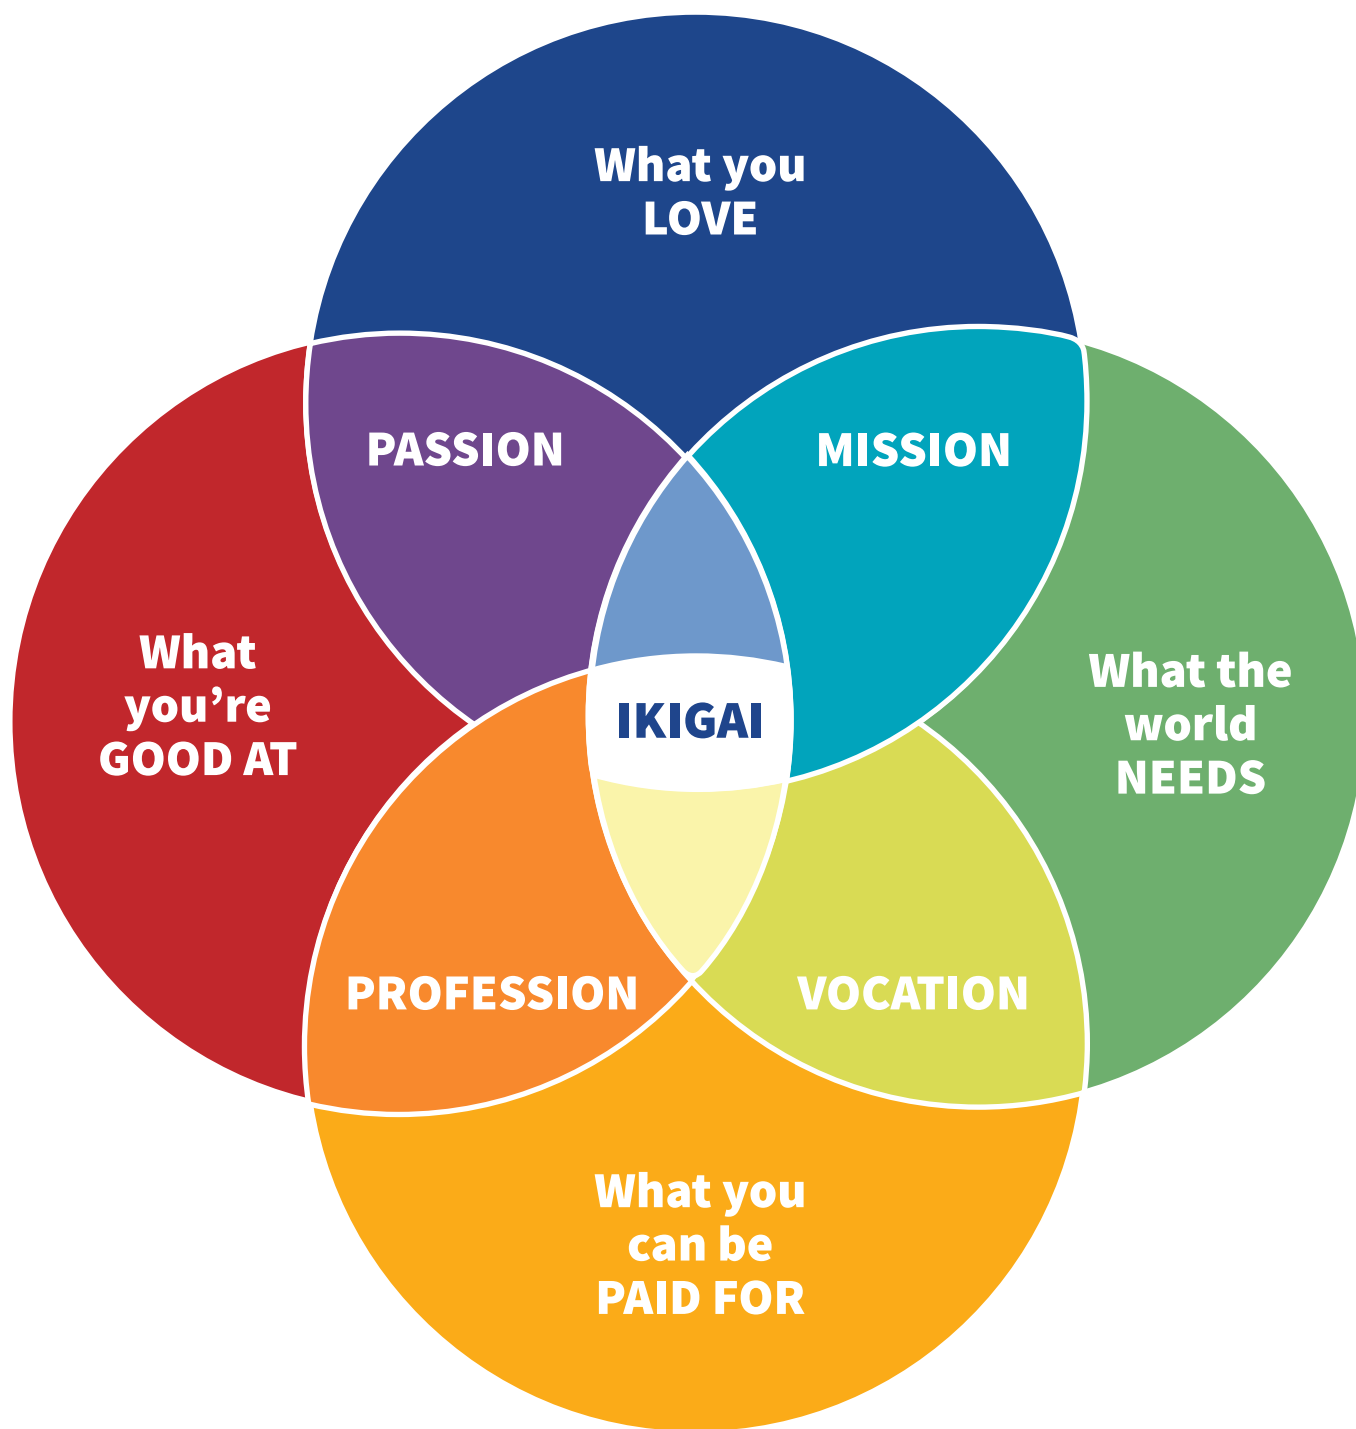 What you
LOVE
PASSION
MISSION
What
you’re
GOOD AT
IKIGAI
What the
world
NEEDS
PROFESSION
VOCATION
What you
can be
PAID FOR